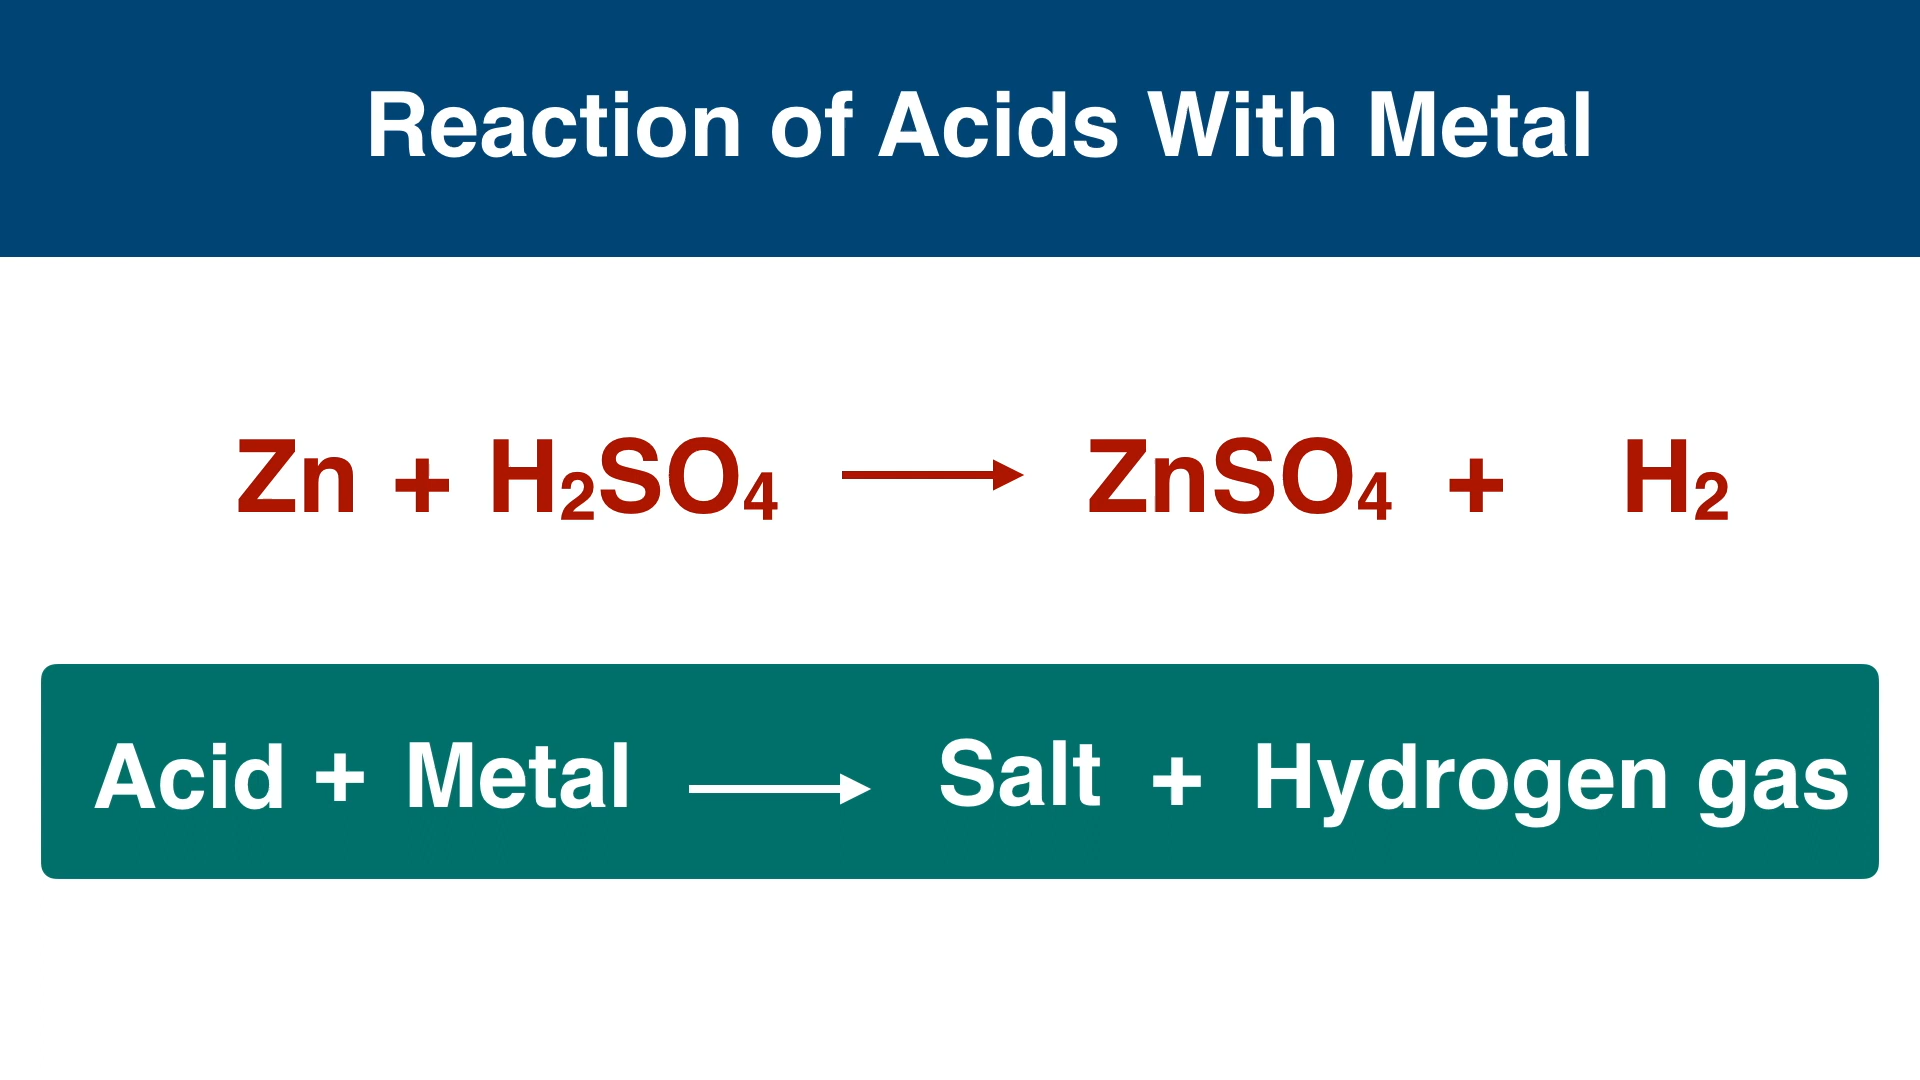 Reaction of Acids With Metal
Zn + H₂SO₄ ⟶ ZnSO₄ + H₂
Acid + Metal ⟶ Salt + Hydrogen gas